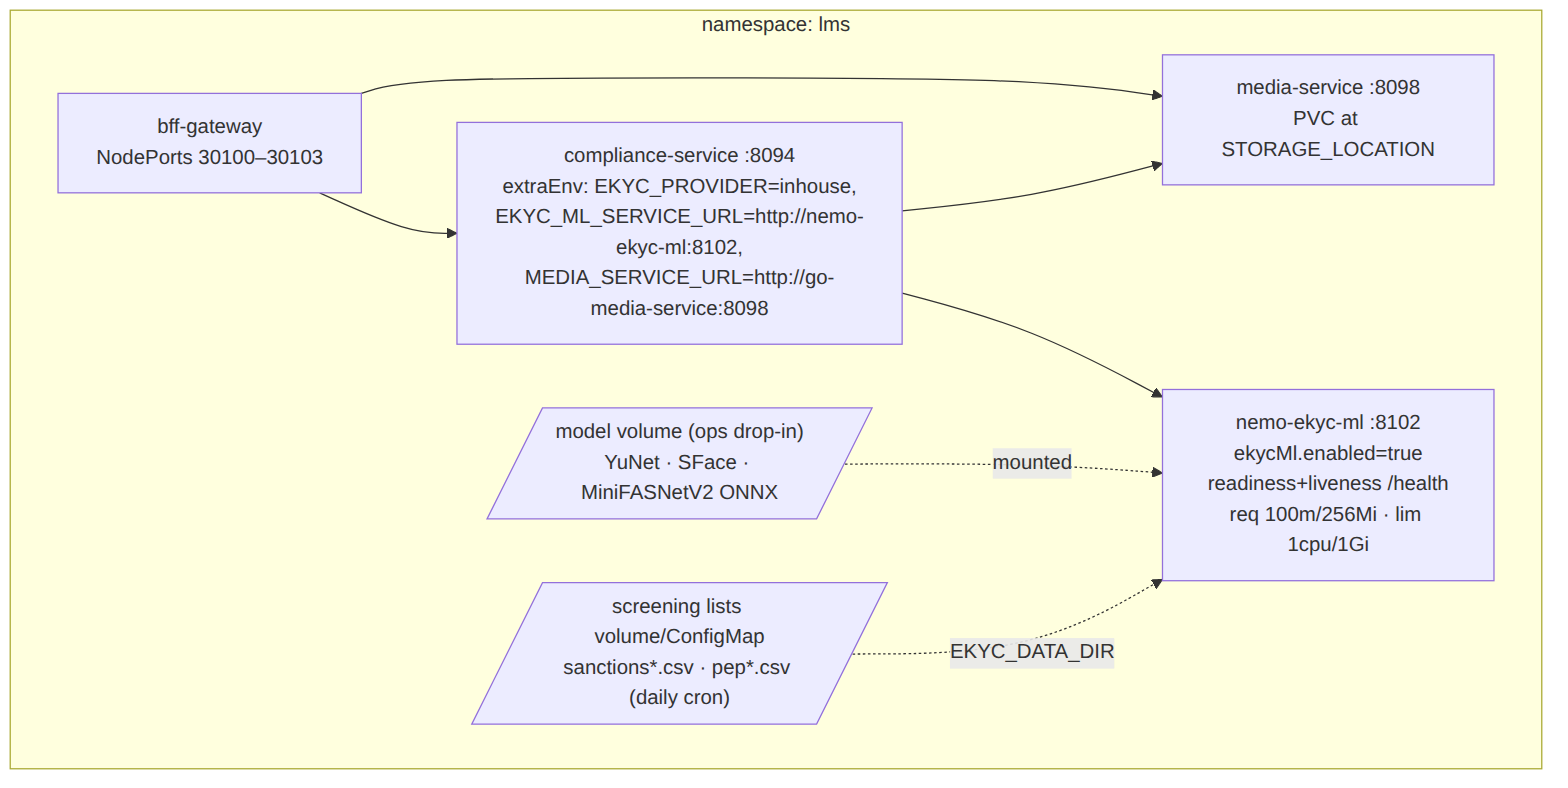 namespace: lms
bff-gateway
NodePorts 30100–30103
compliance-service :8094
extraEnv: EKYC_PROVIDER=inhouse,
EKYC_ML_SERVICE_URL=http://nemo-
ekyc-ml:8102,
MEDIA_SERVICE_URL=http://go-
media-service:8098
media-service :8098
PVC at
STORAGE_LOCATION
model volume (ops drop-in)
YuNet · SFace ·
MiniFASNetV2 ONNX
mounted
nemo-ekyc-ml :8102
ekycMl.enabled=true
readiness+liveness /health
req 100m/256Mi · lim
1cpu/1Gi
screening lists
volume/ConfigMap
sanctions*.csv · pep*.csv
(daily cron)
EKYC_DATA_DIR